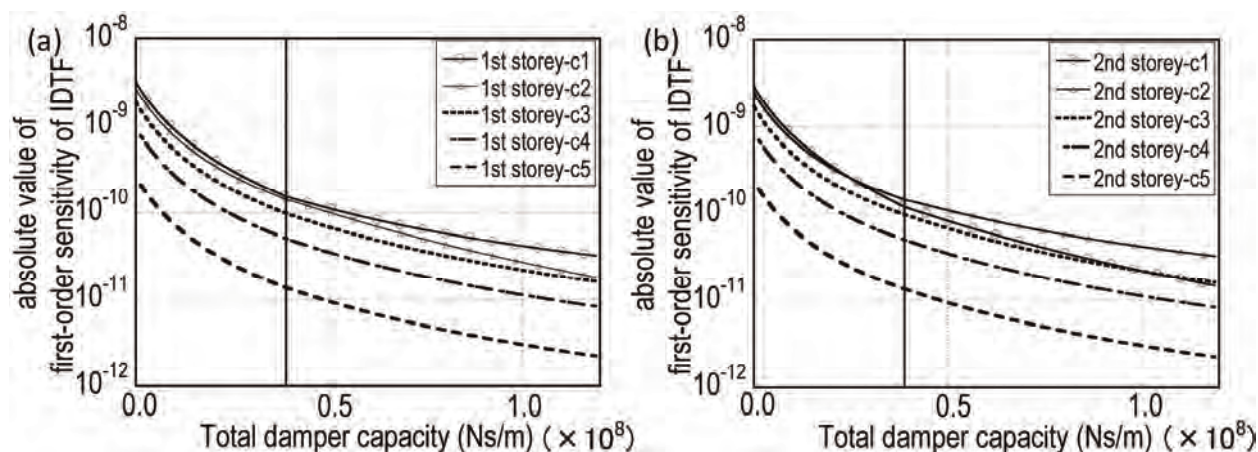 (a)
absolute value of
first-order sensitivity of IDTF
10^-8
10^-9
10^-10
10^-11
10^-12
1st storey-c1
1st storey-c2
1st storey-c3
1st storey-c4
1st storey-c5
0.0
0.5
1.0
Total damper capacity (Ns/m) (×10^8)
(b)
absolute value of
first-order sensitivity of IDTF
10^-8
10^-9
10^-10
10^-11
10^-12
2nd storey-c1
2nd storey-c2
2nd storey-c3
2nd storey-c4
2nd storey-c5
0.0
0.5
1.0
Total damper capacity (Ns/m) (×10^8)